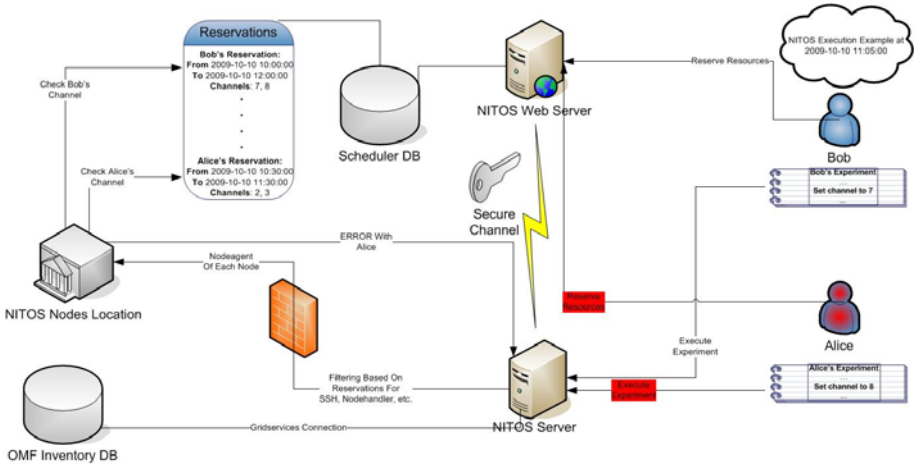 Reservations
Bob's Reservation:
From 2009-10-10 10:00:00
To 2009-10-10 12:00:00
Channels: 7, 8
.
.
.
.
Alice's Reservation:
From 2009-10-10 10:30:00
To 2009-10-10 11:30:00
Channels: 2, 3
Check Bob's
Channel
Check Alice's
Channel
Scheduler DB
NITOS Web Server
Reserve Resources
NITOS Execution Example at
2009-10-10 11:05:00
Bob
Bob's Experiment
...
Set channel to 7
...
Secure
Channel
ERROR With
Alice
Nodeagent
Of Each Node
NITOS Nodes Location
Reserve
Resources
Alice
Execute
Experiment
Alice's Experiment
...
Set channel to 8
...
Filtering Based On
Reservations For
SSH, Nodehandler, etc.
Execute
Experiment
NITOS Server
Gridservices Connection
OMF Inventory DB